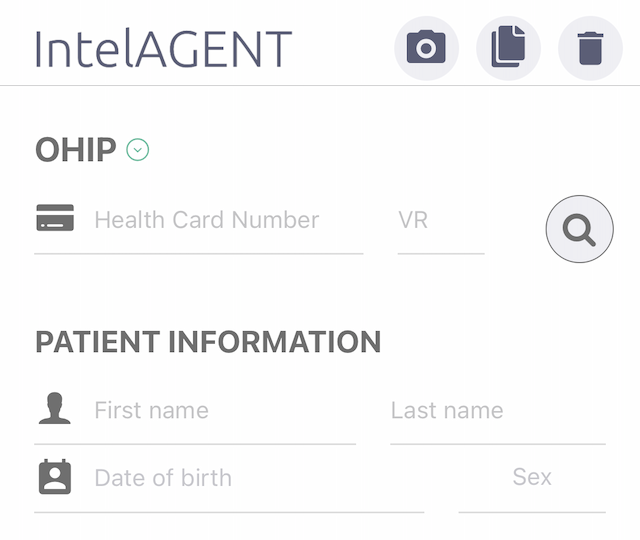 IntelAGENT
OHIP
Health Card Number VR
PATIENT INFORMATION
First name Last name
Date of birth Sex